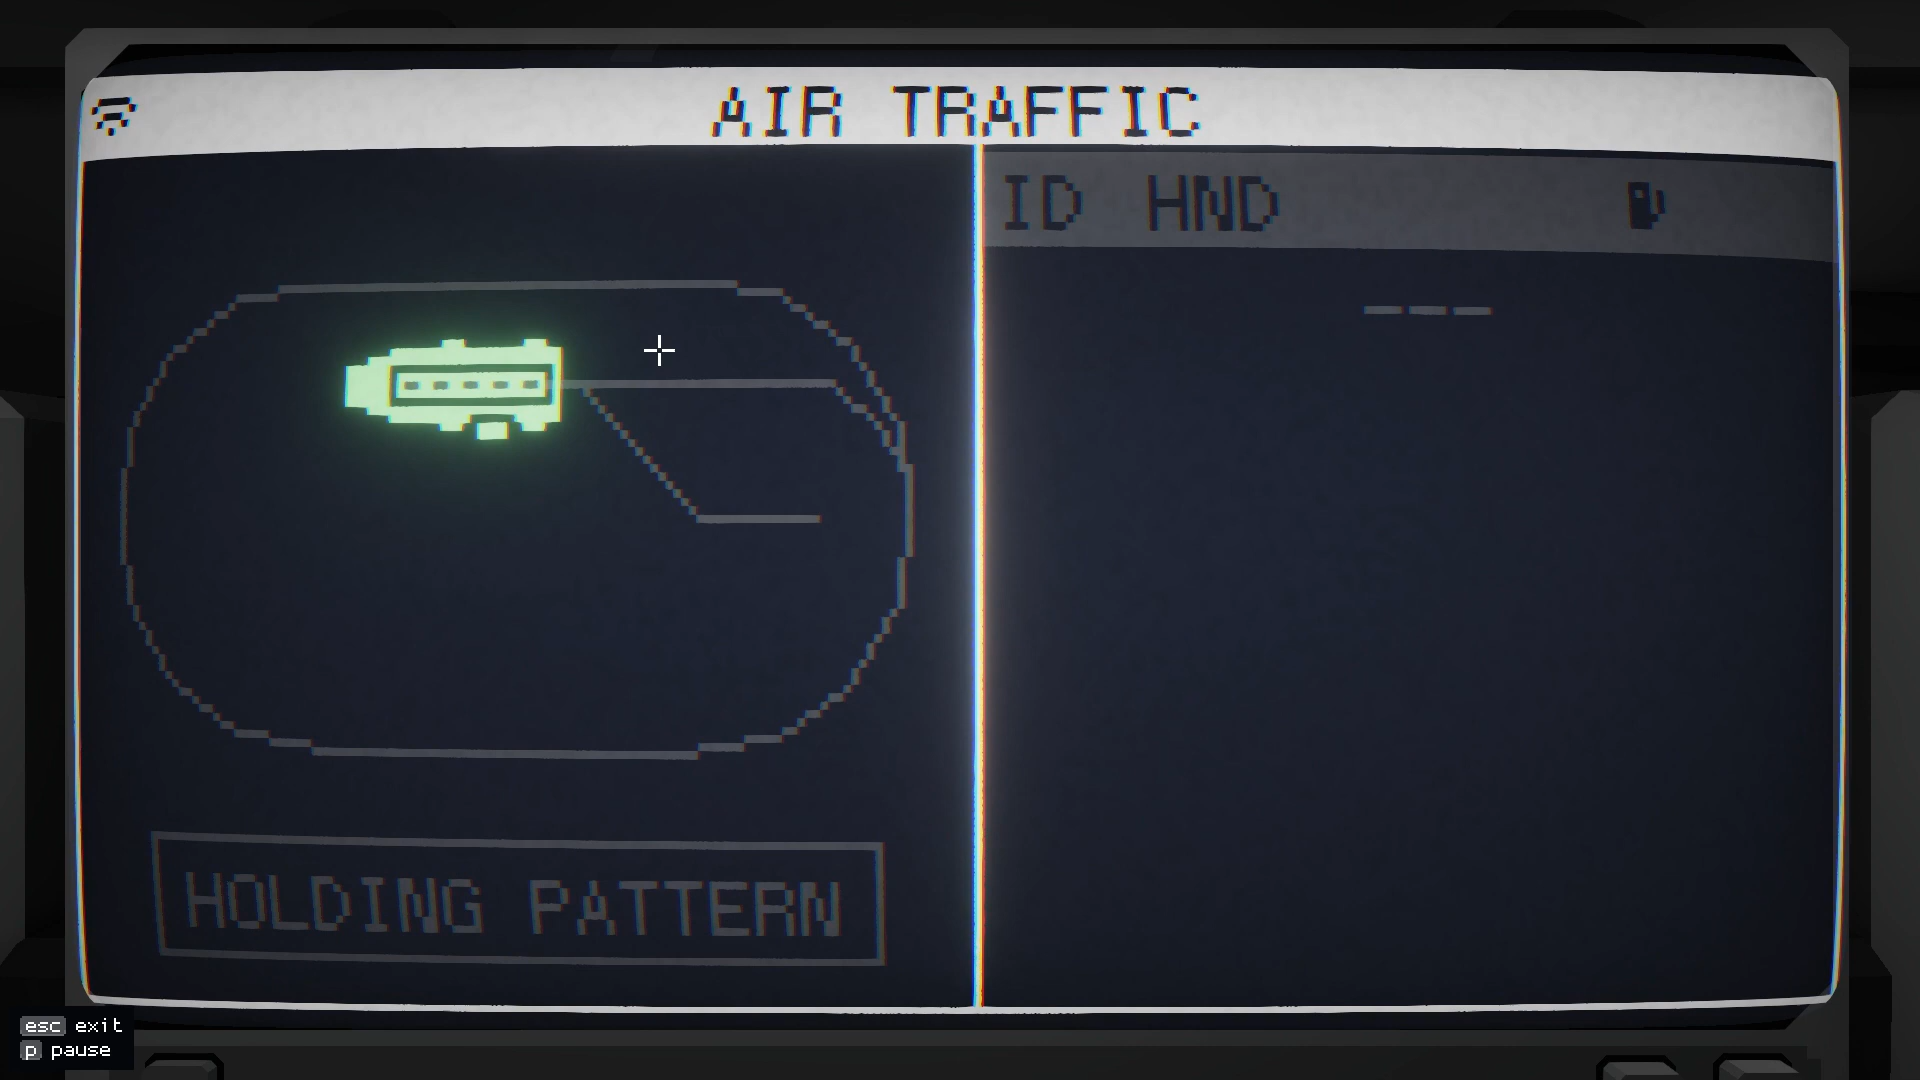 AIR TRAFFIC
ID HND
---
HOLDING PATTERN
esc exit
p pause